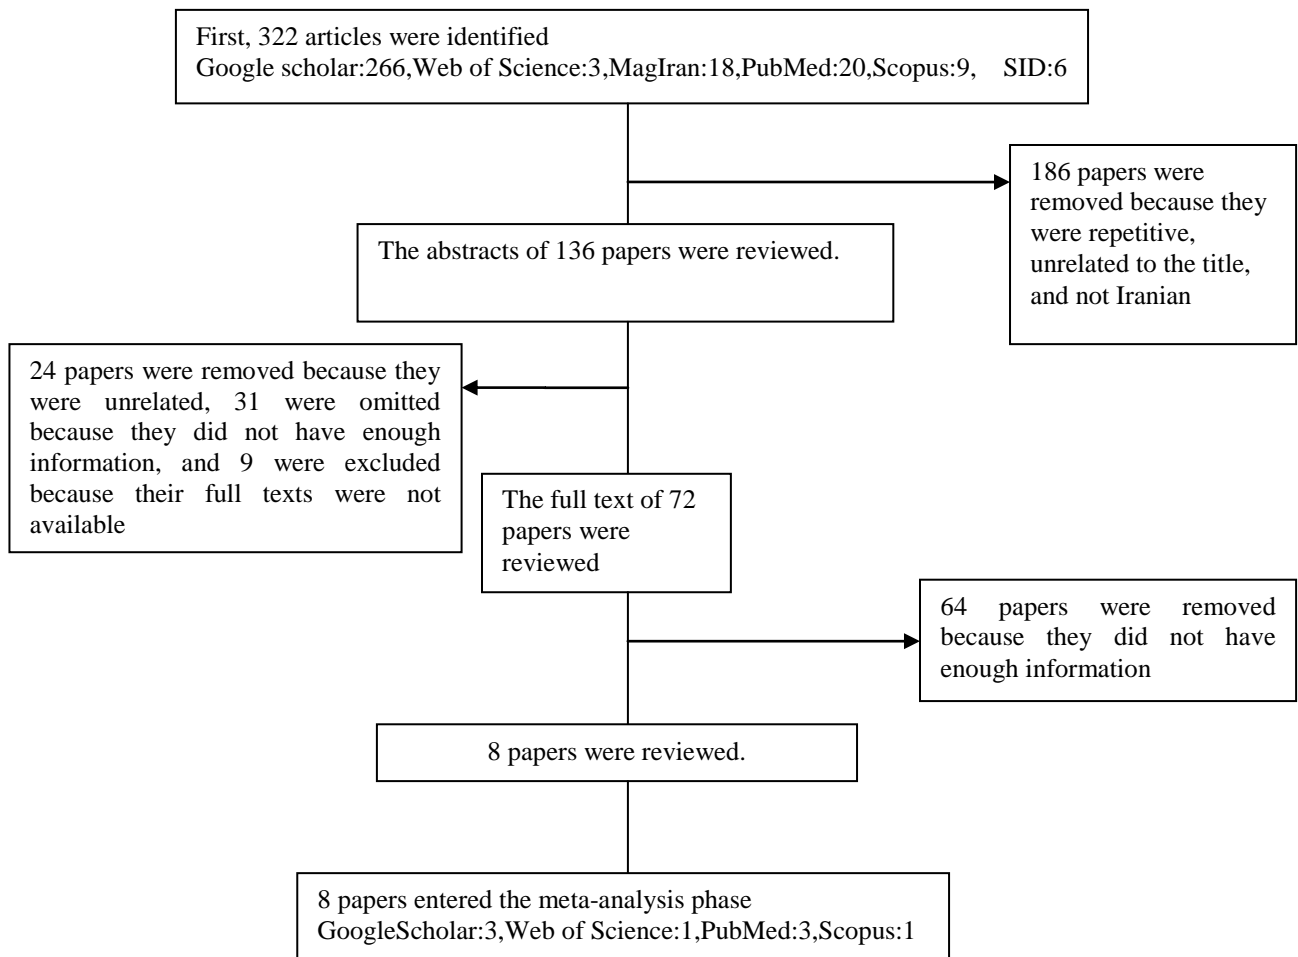 First, 322 articles were identified
Google scholar:266,Web of Science:3,MagIran:18,PubMed:20,Scopus:9, SID:6
186 papers were
removed because they
were repetitive,
unrelated to the title,
and not Iranian
The abstracts of 136 papers were reviewed.
24 papers were removed because they
were unrelated, 31 were omitted
because they did not have enough
information, and 9 were excluded
because their full texts were not
available
The full text of 72
papers were
reviewed
64 papers were removed
because they did not have
enough information
8 papers were reviewed.
8 papers entered the meta-analysis phase
GoogleScholar:3,Web of Science:1,PubMed:3,Scopus:1